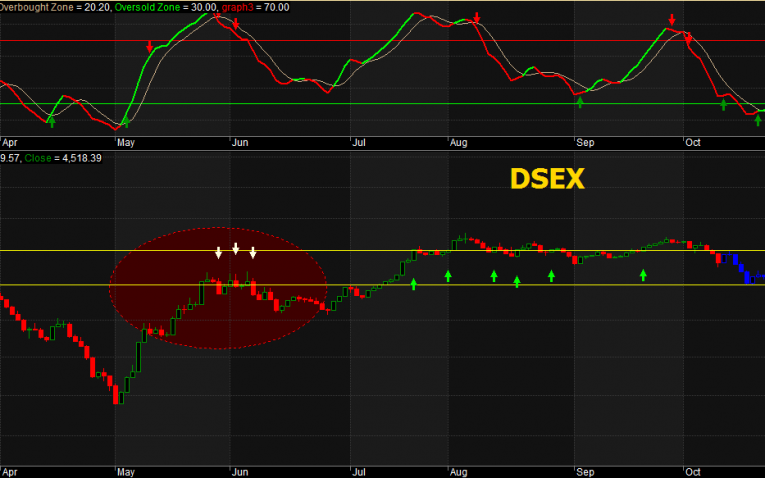 Overbought Zone = 20.20, Oversold Zone = 30.00, graph3 = 70.00
Apr May Jun Jul Aug Sep Oct
9.57, Close = 4,518.39
DSEX
Apr May Jun Jul Aug Sep Oct